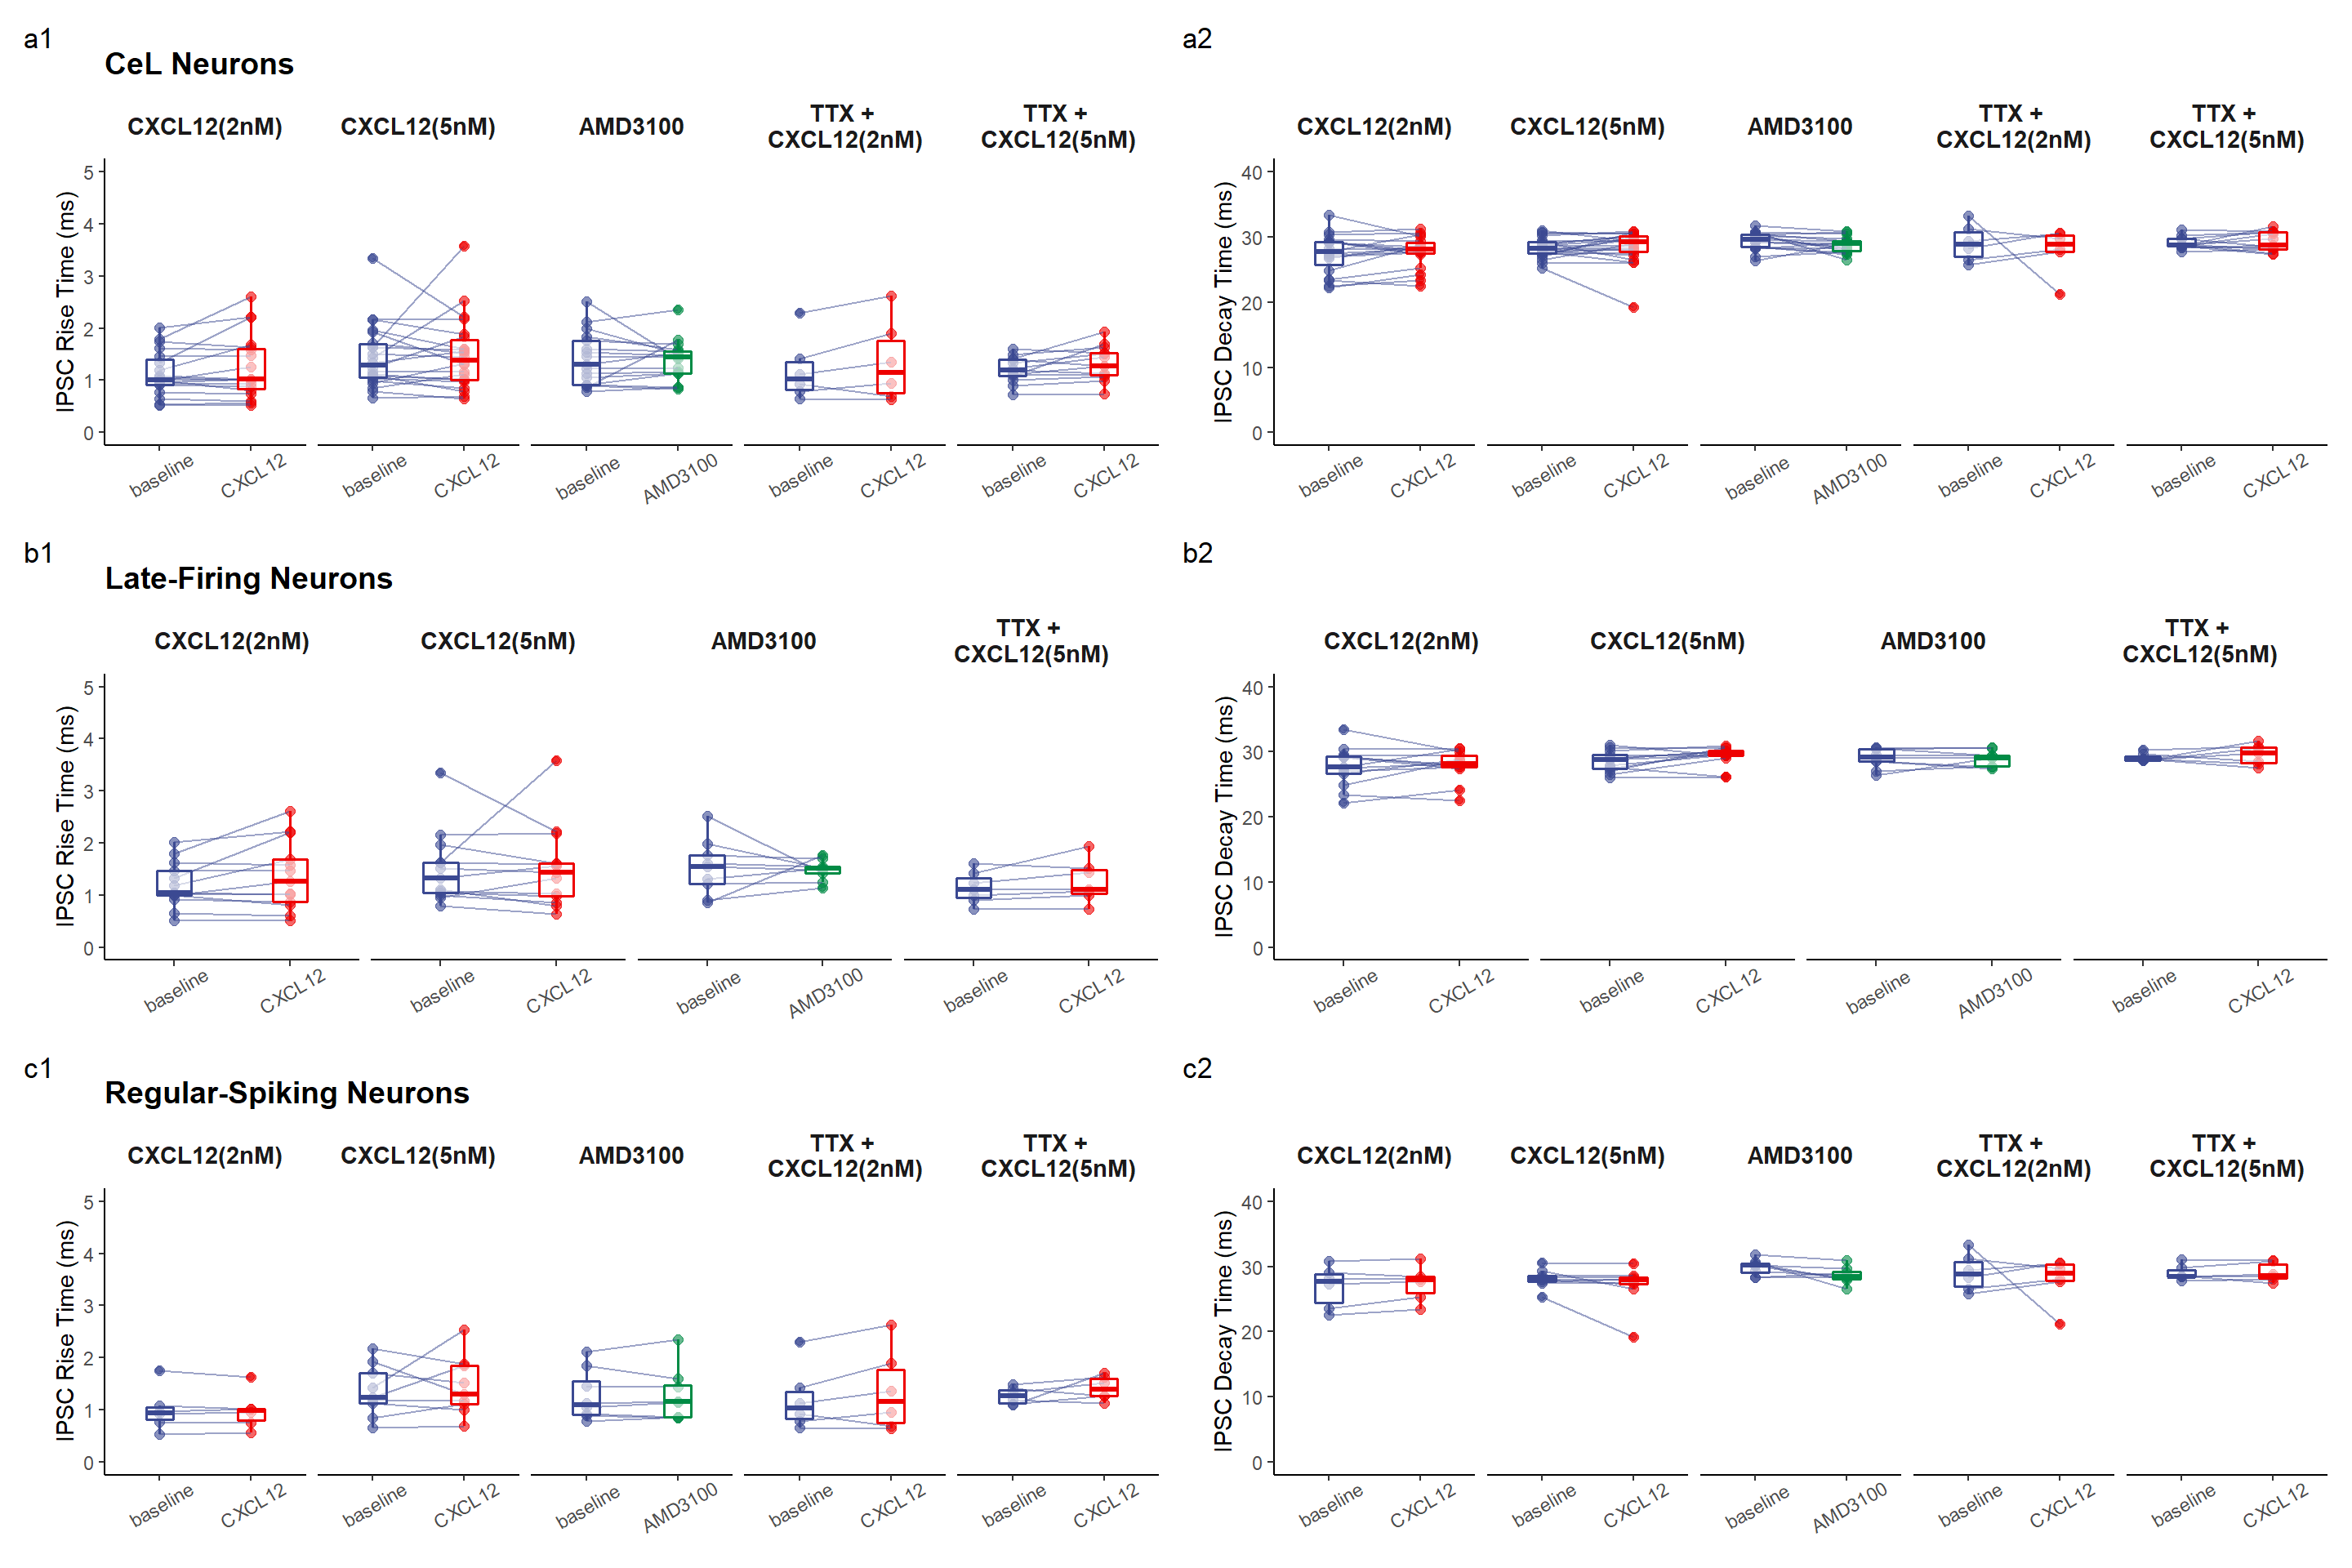 a1
CeL Neurons
CXCL12(2nM) CXCL12(5nM) AMD3100 TTX + CXCL12(2nM) TTX + CXCL12(5nM)
IPSC Rise Time (ms)
5
4
3
2
1
0
baseline CXCL12 baseline CXCL12 baseline AMD3100 baseline CXCL12 baseline CXCL12
a2
CXCL12(2nM) CXCL12(5nM) AMD3100 TTX + CXCL12(2nM) TTX + CXCL12(5nM)
IPSC Decay Time (ms)
40
30
20
10
0
baseline CXCL12 baseline CXCL12 baseline AMD3100 baseline CXCL12 baseline CXCL12
b1
Late-Firing Neurons
CXCL12(2nM) CXCL12(5nM) AMD3100 TTX + CXCL12(5nM)
IPSC Rise Time (ms)
5
4
3
2
1
0
baseline CXCL12 baseline CXCL12 baseline AMD3100 baseline CXCL12
b2
CXCL12(2nM) CXCL12(5nM) AMD3100 TTX + CXCL12(5nM)
IPSC Decay Time (ms)
40
30
20
10
0
baseline CXCL12 baseline CXCL12 baseline AMD3100 baseline CXCL12
c1
Regular-Spiking Neurons
CXCL12(2nM) CXCL12(5nM) AMD3100 TTX + CXCL12(2nM) TTX + CXCL12(5nM)
IPSC Rise Time (ms)
5
4
3
2
1
0
baseline CXCL12 baseline CXCL12 baseline AMD3100 baseline CXCL12 baseline CXCL12
c2
CXCL12(2nM) CXCL12(5nM) AMD3100 TTX + CXCL12(2nM) TTX + CXCL12(5nM)
IPSC Decay Time (ms)
40
30
20
10
0
baseline CXCL12 baseline CXCL12 baseline AMD3100 baseline CXCL12 baseline CXCL12